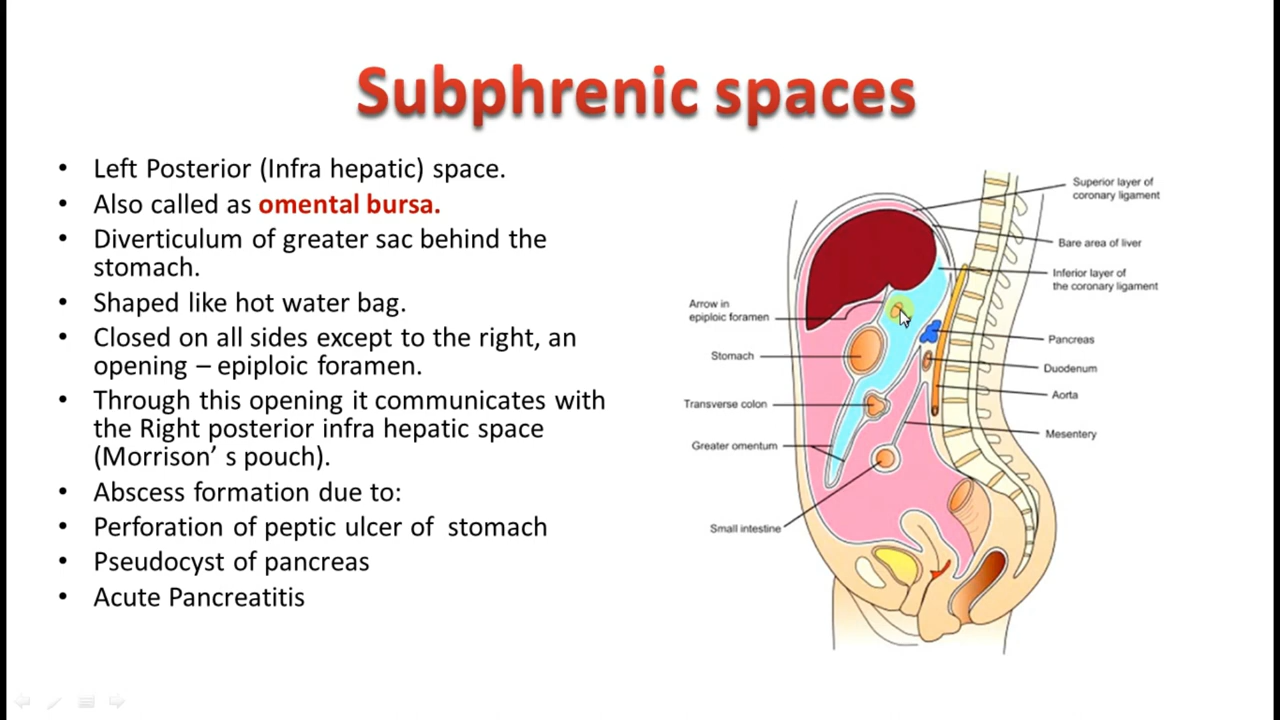 Subphrenic spaces
• Left Posterior (Infra hepatic) space.
• Also called as omental bursa.
• Diverticulum of greater sac behind the
stomach.
• Shaped like hot water bag.
• Closed on all sides except to the right, an
opening – epiploic foramen.
• Through this opening it communicates with
the Right posterior infra hepatic space
(Morrison’ s pouch).
• Abscess formation due to:
• Perforation of peptic ulcer of  stomach
• Pseudocyst of pancreas
• Acute Pancreatitis
Superior layer of
coronary ligament
Bare area of liver
Inferior layer of
the coronary ligament
Arrow in
epiploic foramen
Pancreas
Stomach
Duodenum
Aorta
Transverse colon
Mesentery
Greater omentum
Small intestine